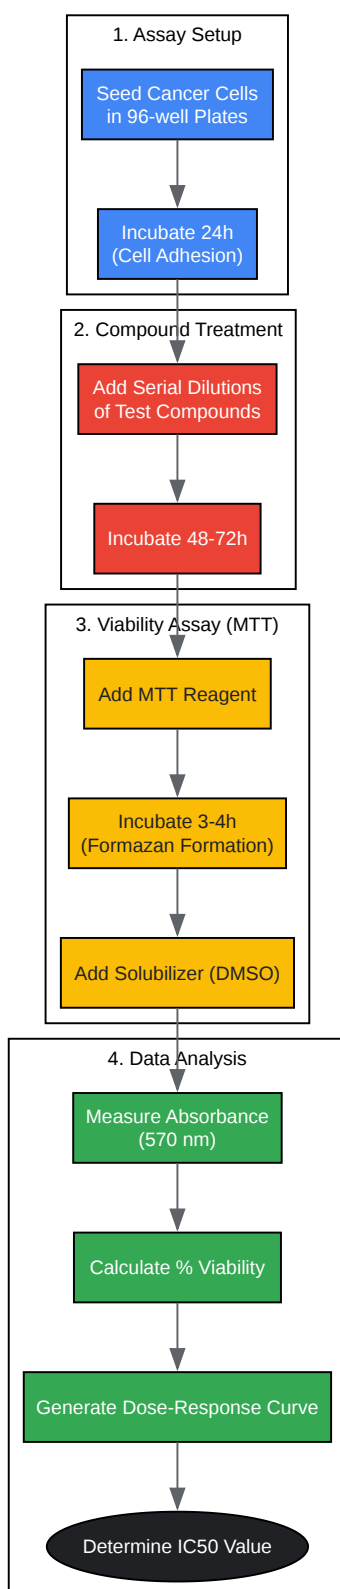 1. Assay Setup
Seed Cancer Cells
in 96-well Plates
Incubate 24h
(Cell Adhesion)
2. Compound Treatment
Add Serial Dilutions
of Test Compounds
Incubate 48-72h
3. Viability Assay (MTT)
Add MTT Reagent
Incubate 3-4h
(Formazan Formation)
Add Solubilizer (DMSO)
4. Data Analysis
Measure Absorbance
(570 nm)
Calculate % Viability
Generate Dose-Response Curve
Determine IC50 Value